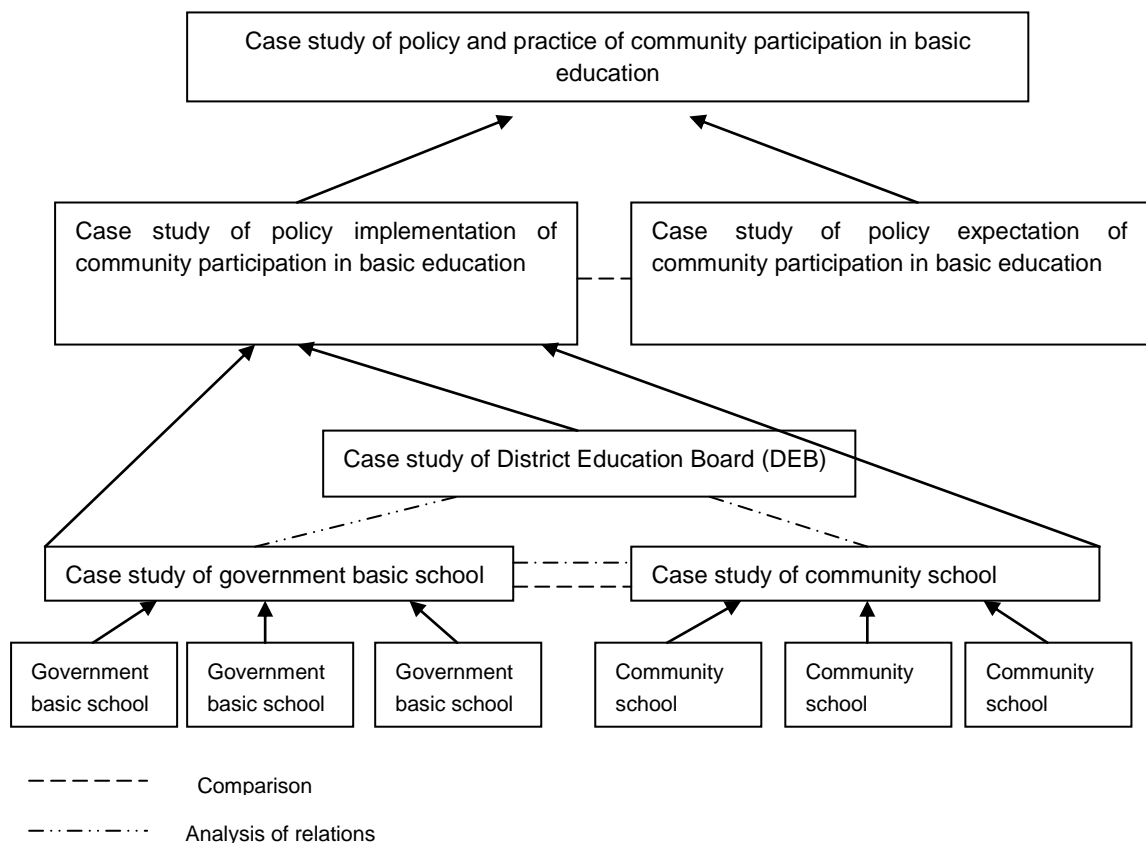 Case study of policy and practice of community participation in basic
education
Case study of policy implementation of
community participation in basic education
Case study of policy expectation of
community participation in basic education
Case study of District Education Board (DEB)
Case study of government basic school
Case study of community school
Government
basic school
Government
basic school
Government
basic school
Community
school
Community
school
Community
school
Comparison
Analysis of relations